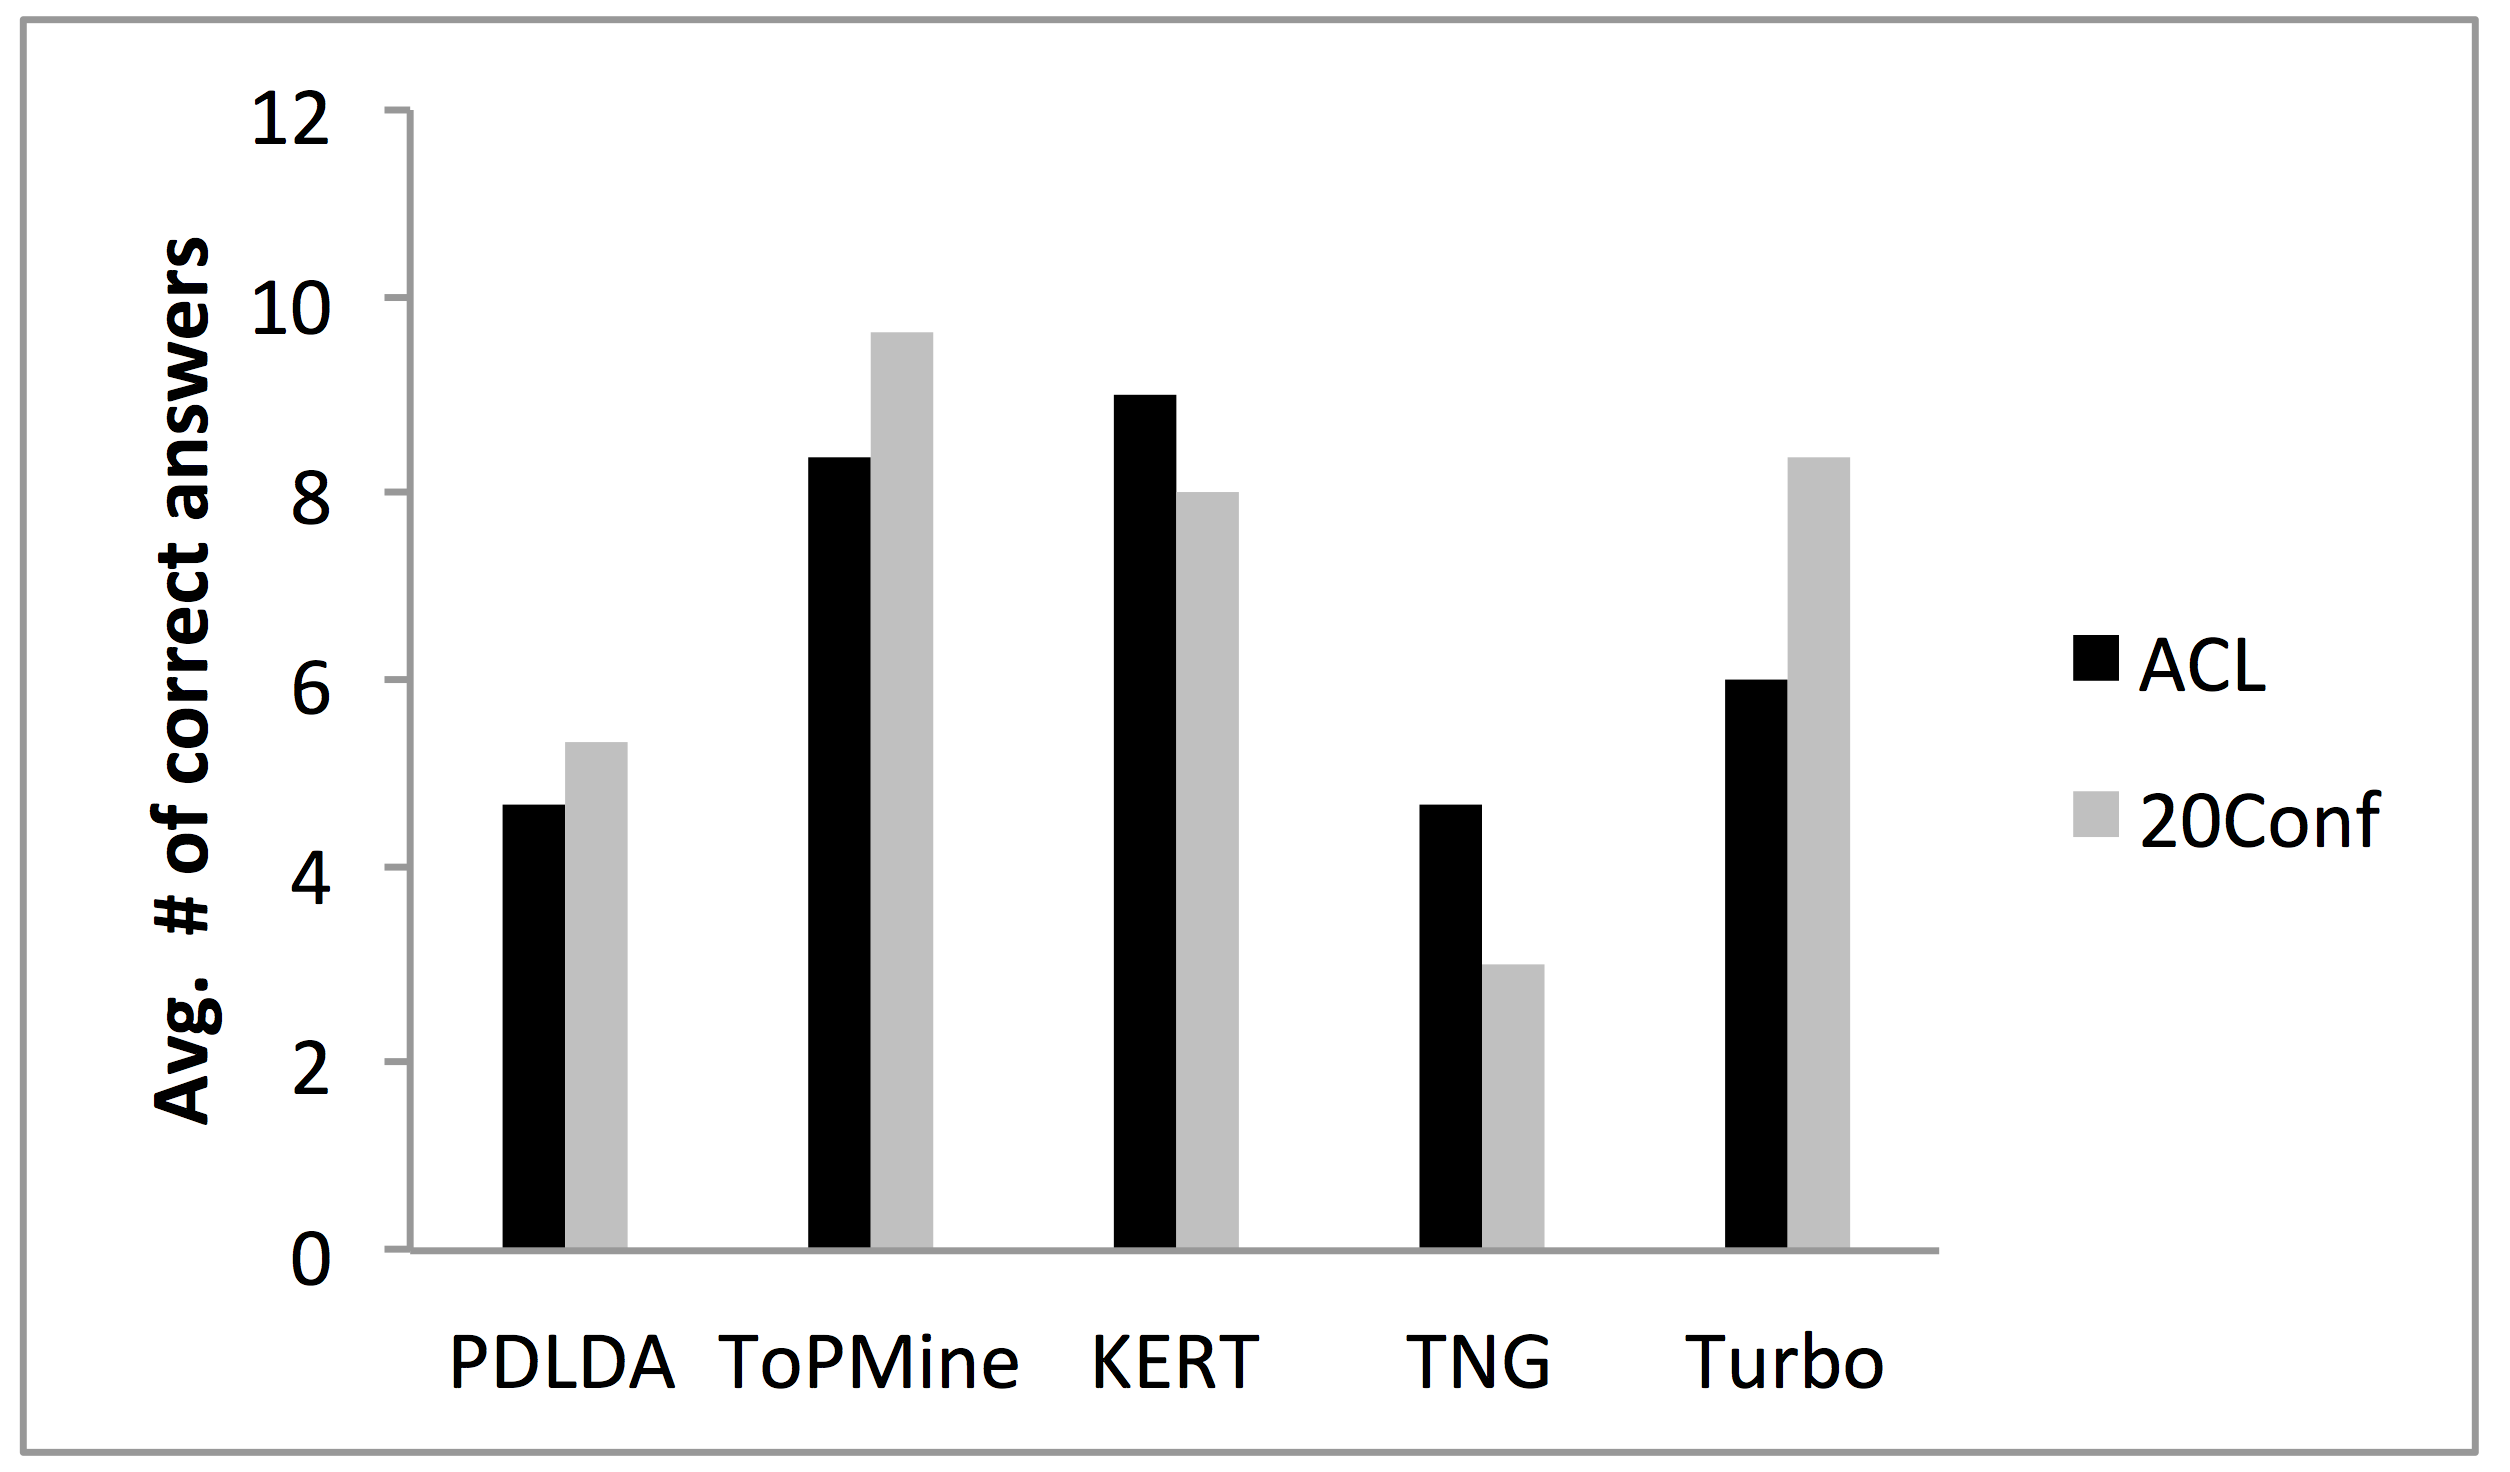 Avg. # of correct answers
12
10
8
6
4
2
0
PDLDA ToPMine KERT TNG Turbo
ACL
20Conf